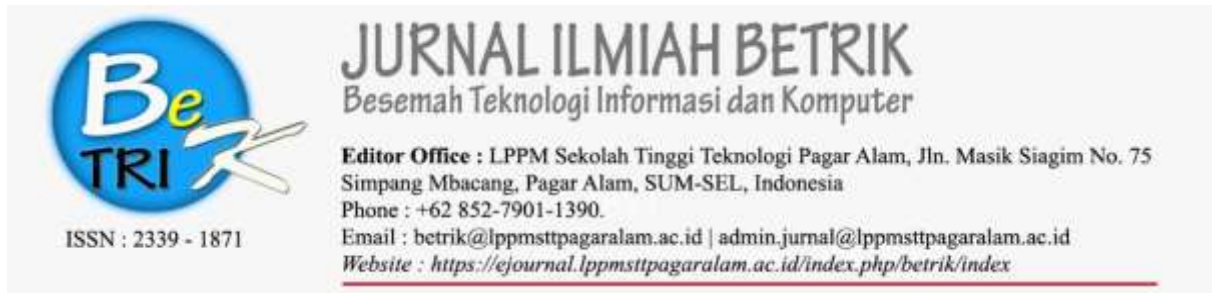 Be
TRI K
ISSN : 2339 - 1871
JURNAL ILMIAH BETRIK
Besemah Teknologi Informasi dan Komputer
Editor Office : LPPM Sekolah Tinggi Teknologi Pagar Alam, Jln. Masik Siagim No. 75
Simpang Mbacang, Pagar Alam, SUM-SEL, Indonesia
Phone : +62 852-7901-1390.
Email : betrik@lppmsttpagaralam.ac.id | admin.jurnal@lppmsttpagaralam.ac.id
Website : https://ejournal.lppmsttpagaralam.ac.id/index.php/betrik/index